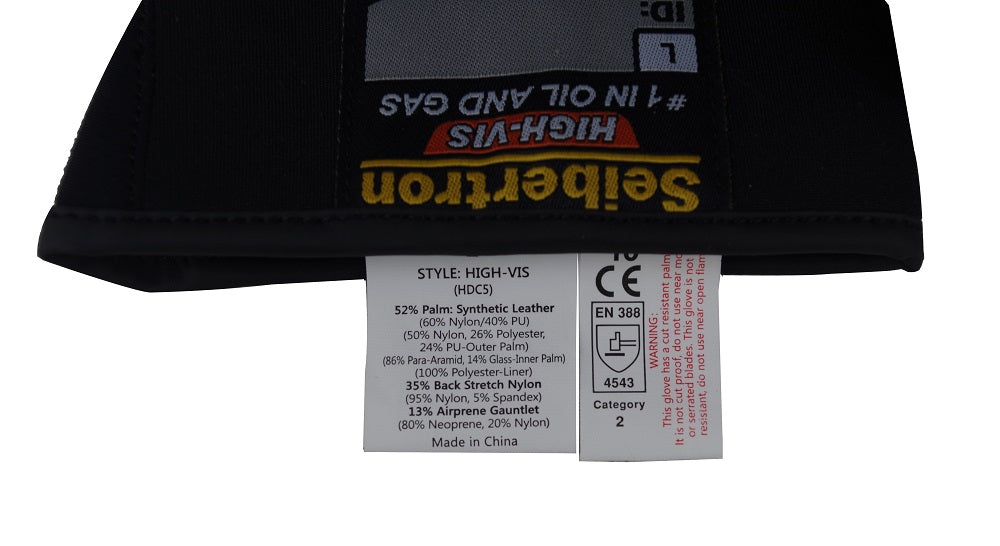 ID:
L
#1 IN OIL AND GAS
HIGH-VIS
Seibertron
STYLE: HIGH-VIS
(HDC5)
52% Palm: Synthetic Leather
(60% Nylon/40% PU)
(50% Nylon, 26% Polyester,
24% PU-Outer Palm)
(86% Para-Aramid, 14% Glass-Inner Palm)
(100% Polyester-Liner)
35% Back Stretch Nylon
(95% Nylon, 5% Spandex)
13% Airprene Gauntlet
(80% Neoprene, 20% Nylon)
Made in China
CE
EN 388
4543
Category
2
WARNING:
This glove has a cut resistant palm
It is not cut proof, do not use near
or serrated blades. This glove is not
resistant, do not use near open